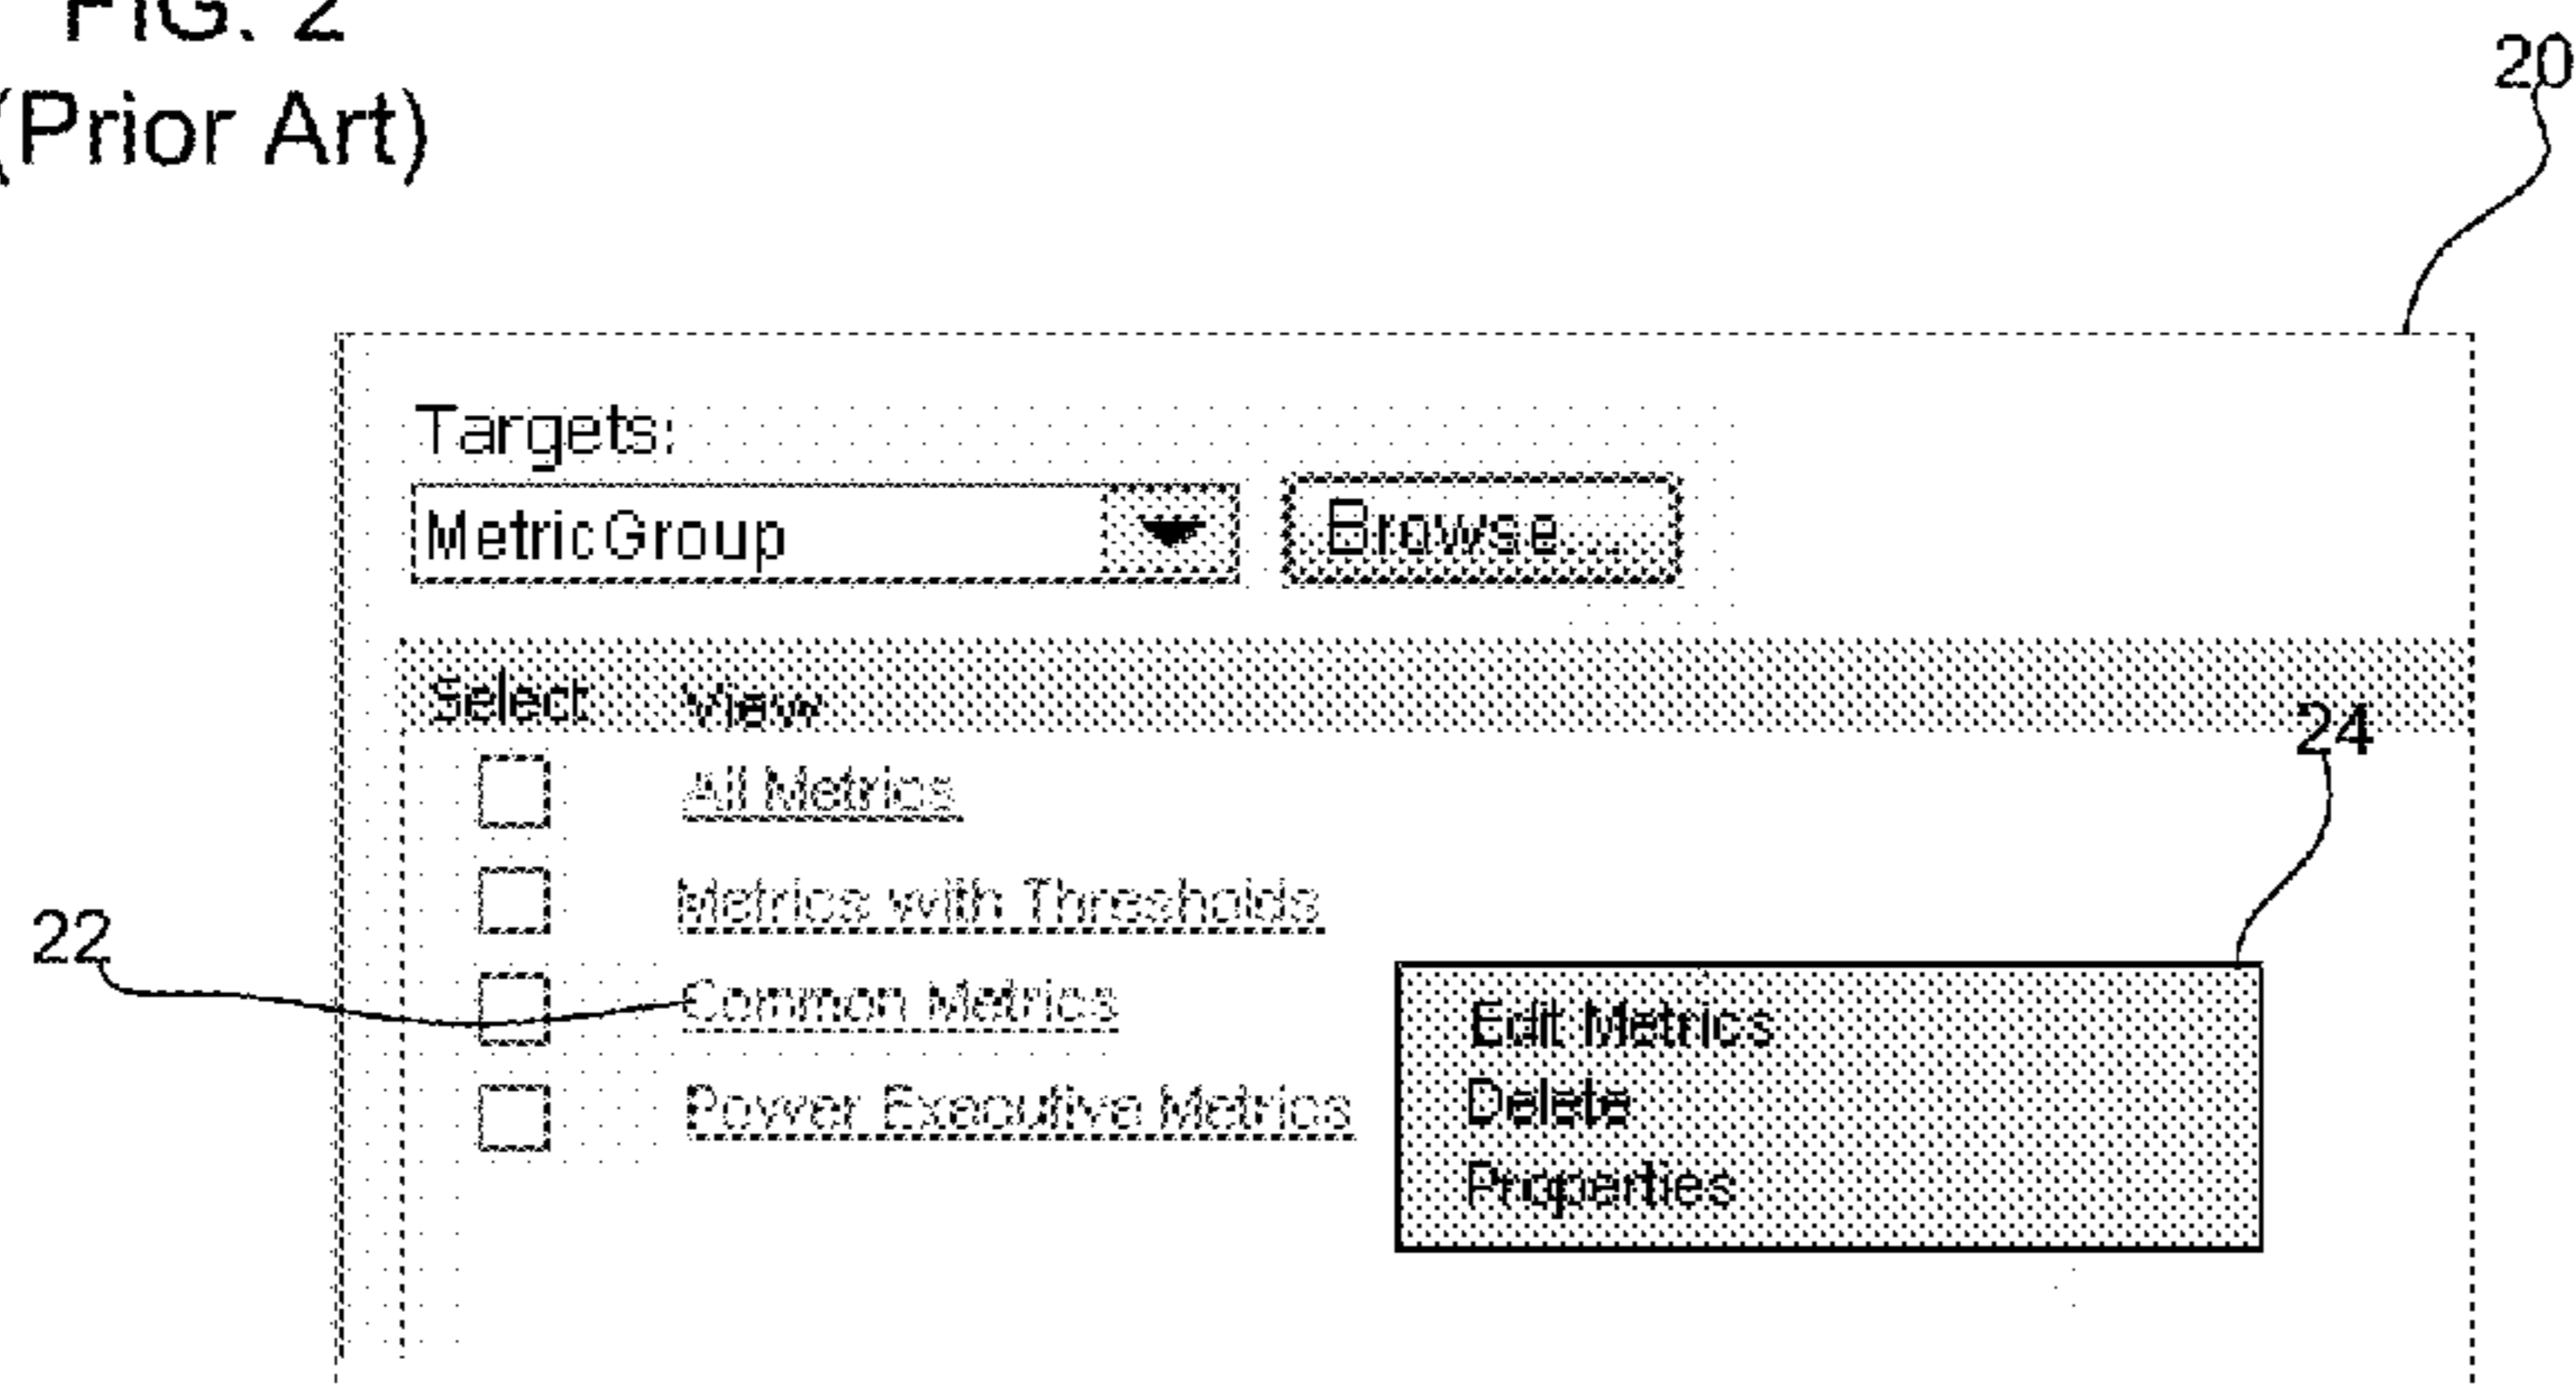 FIG. 2
(Prior Art)
20
Targets:
MetricGroup
Browse...
Select View
24
All Metrics
Metrics with Thresholds
22
Common Metrics
Edit Metrics
Delete
Power Executive Metrics
Properties